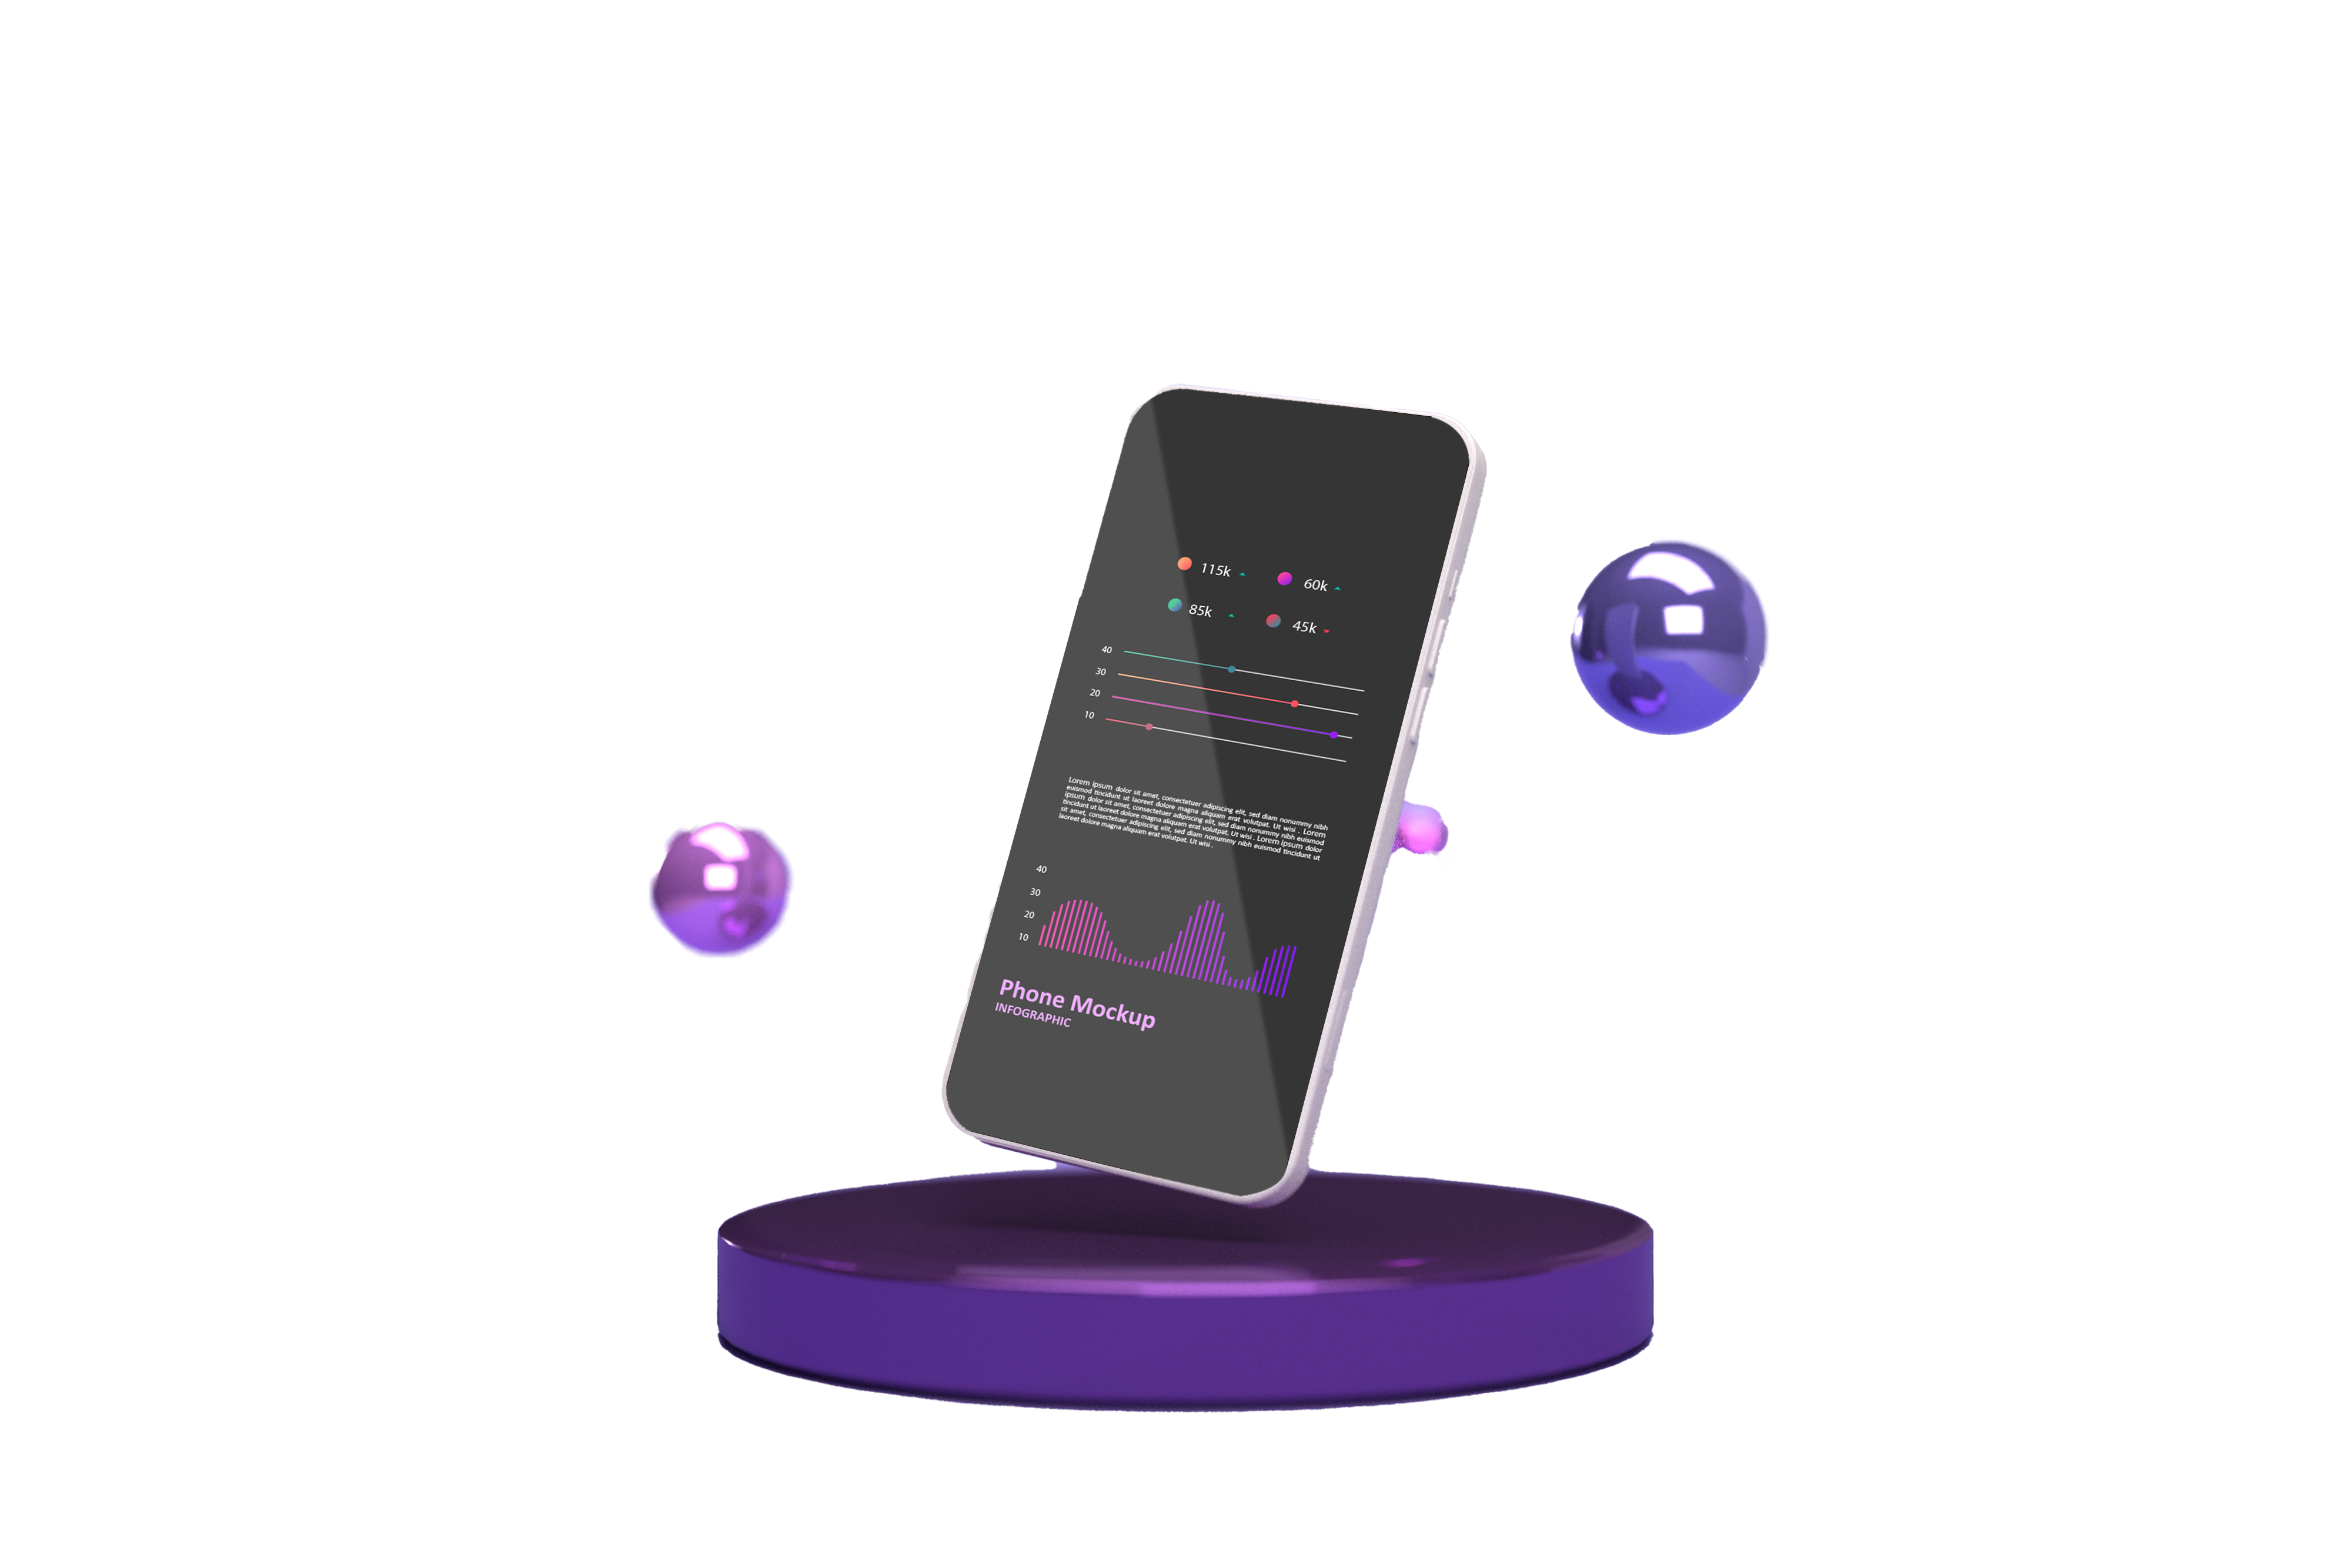 115k 60k
85k 45k
40
30
20
10
Lorem ipsum dolor sit amet, consectetuer adipiscing elit, sed diam nonummy nibh
euismod tincidunt ut laoreet dolore magna aliquam erat volutpat. Ut wisi . Lorem
ipsum dolor sit amet, consectetuer adipiscing elit, sed diam nonummy nibh euismod
tincidunt ut laoreet dolore magna aliquam erat volutpat. Ut wisi . Lorem ipsum dolor
sit amet, consectetuer adipiscing elit, sed diam nonummy nibh euismod tincidunt ut
laoreet dolore magna aliquam erat volutpat. Ut wisi .
40
30
20
10
Phone Mockup
INFOGRAPHIC